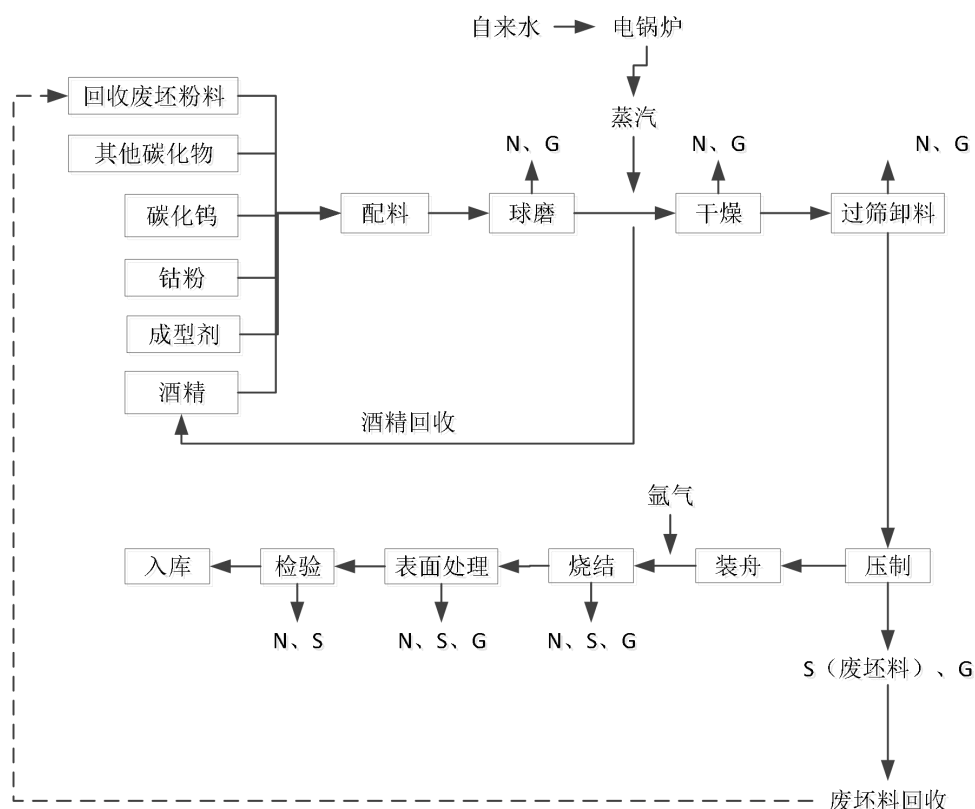 自来水
电锅炉
回收废坯粉料
蒸汽
其他碳化物
N、G
N、G
N、G
碳化钨
配料
球磨
干燥
过筛卸料
钴粉
成型剂
酒精
酒精回收
氩气
入库
检验
表面处理
烧结
装舟
压制
N、S
N、S、G
N、S、G
S（废坯料）、G
废坯料回收